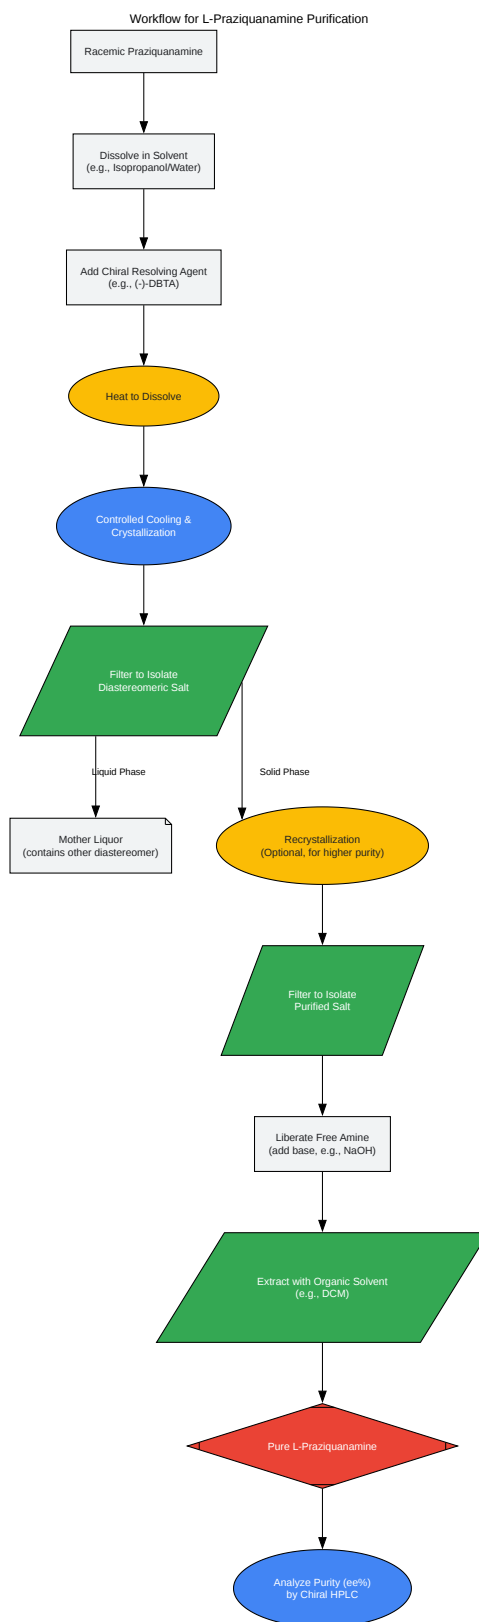 Workflow for L-Praziquanamine Purification
Racemic Praziquanamine
Dissolve in Solvent
(e.g., Isopropanol/Water)
Add Chiral Resolving Agent
(e.g., (-)-DBTA)
Heat to Dissolve
Controlled Cooling &
Crystallization
Filter to Isolate
Diastereomeric Salt
Liquid Phase
Solid Phase
Mother Liquor
(contains other diastereomer)
Recrystallization
(Optional, for higher purity)
Filter to Isolate
Purified Salt
Liberate Free Amine
(add base, e.g., NaOH)
Extract with Organic Solvent
(e.g., DCM)
Pure L-Praziquanamine
Analyze Purity (ee%)
by Chiral HPLC